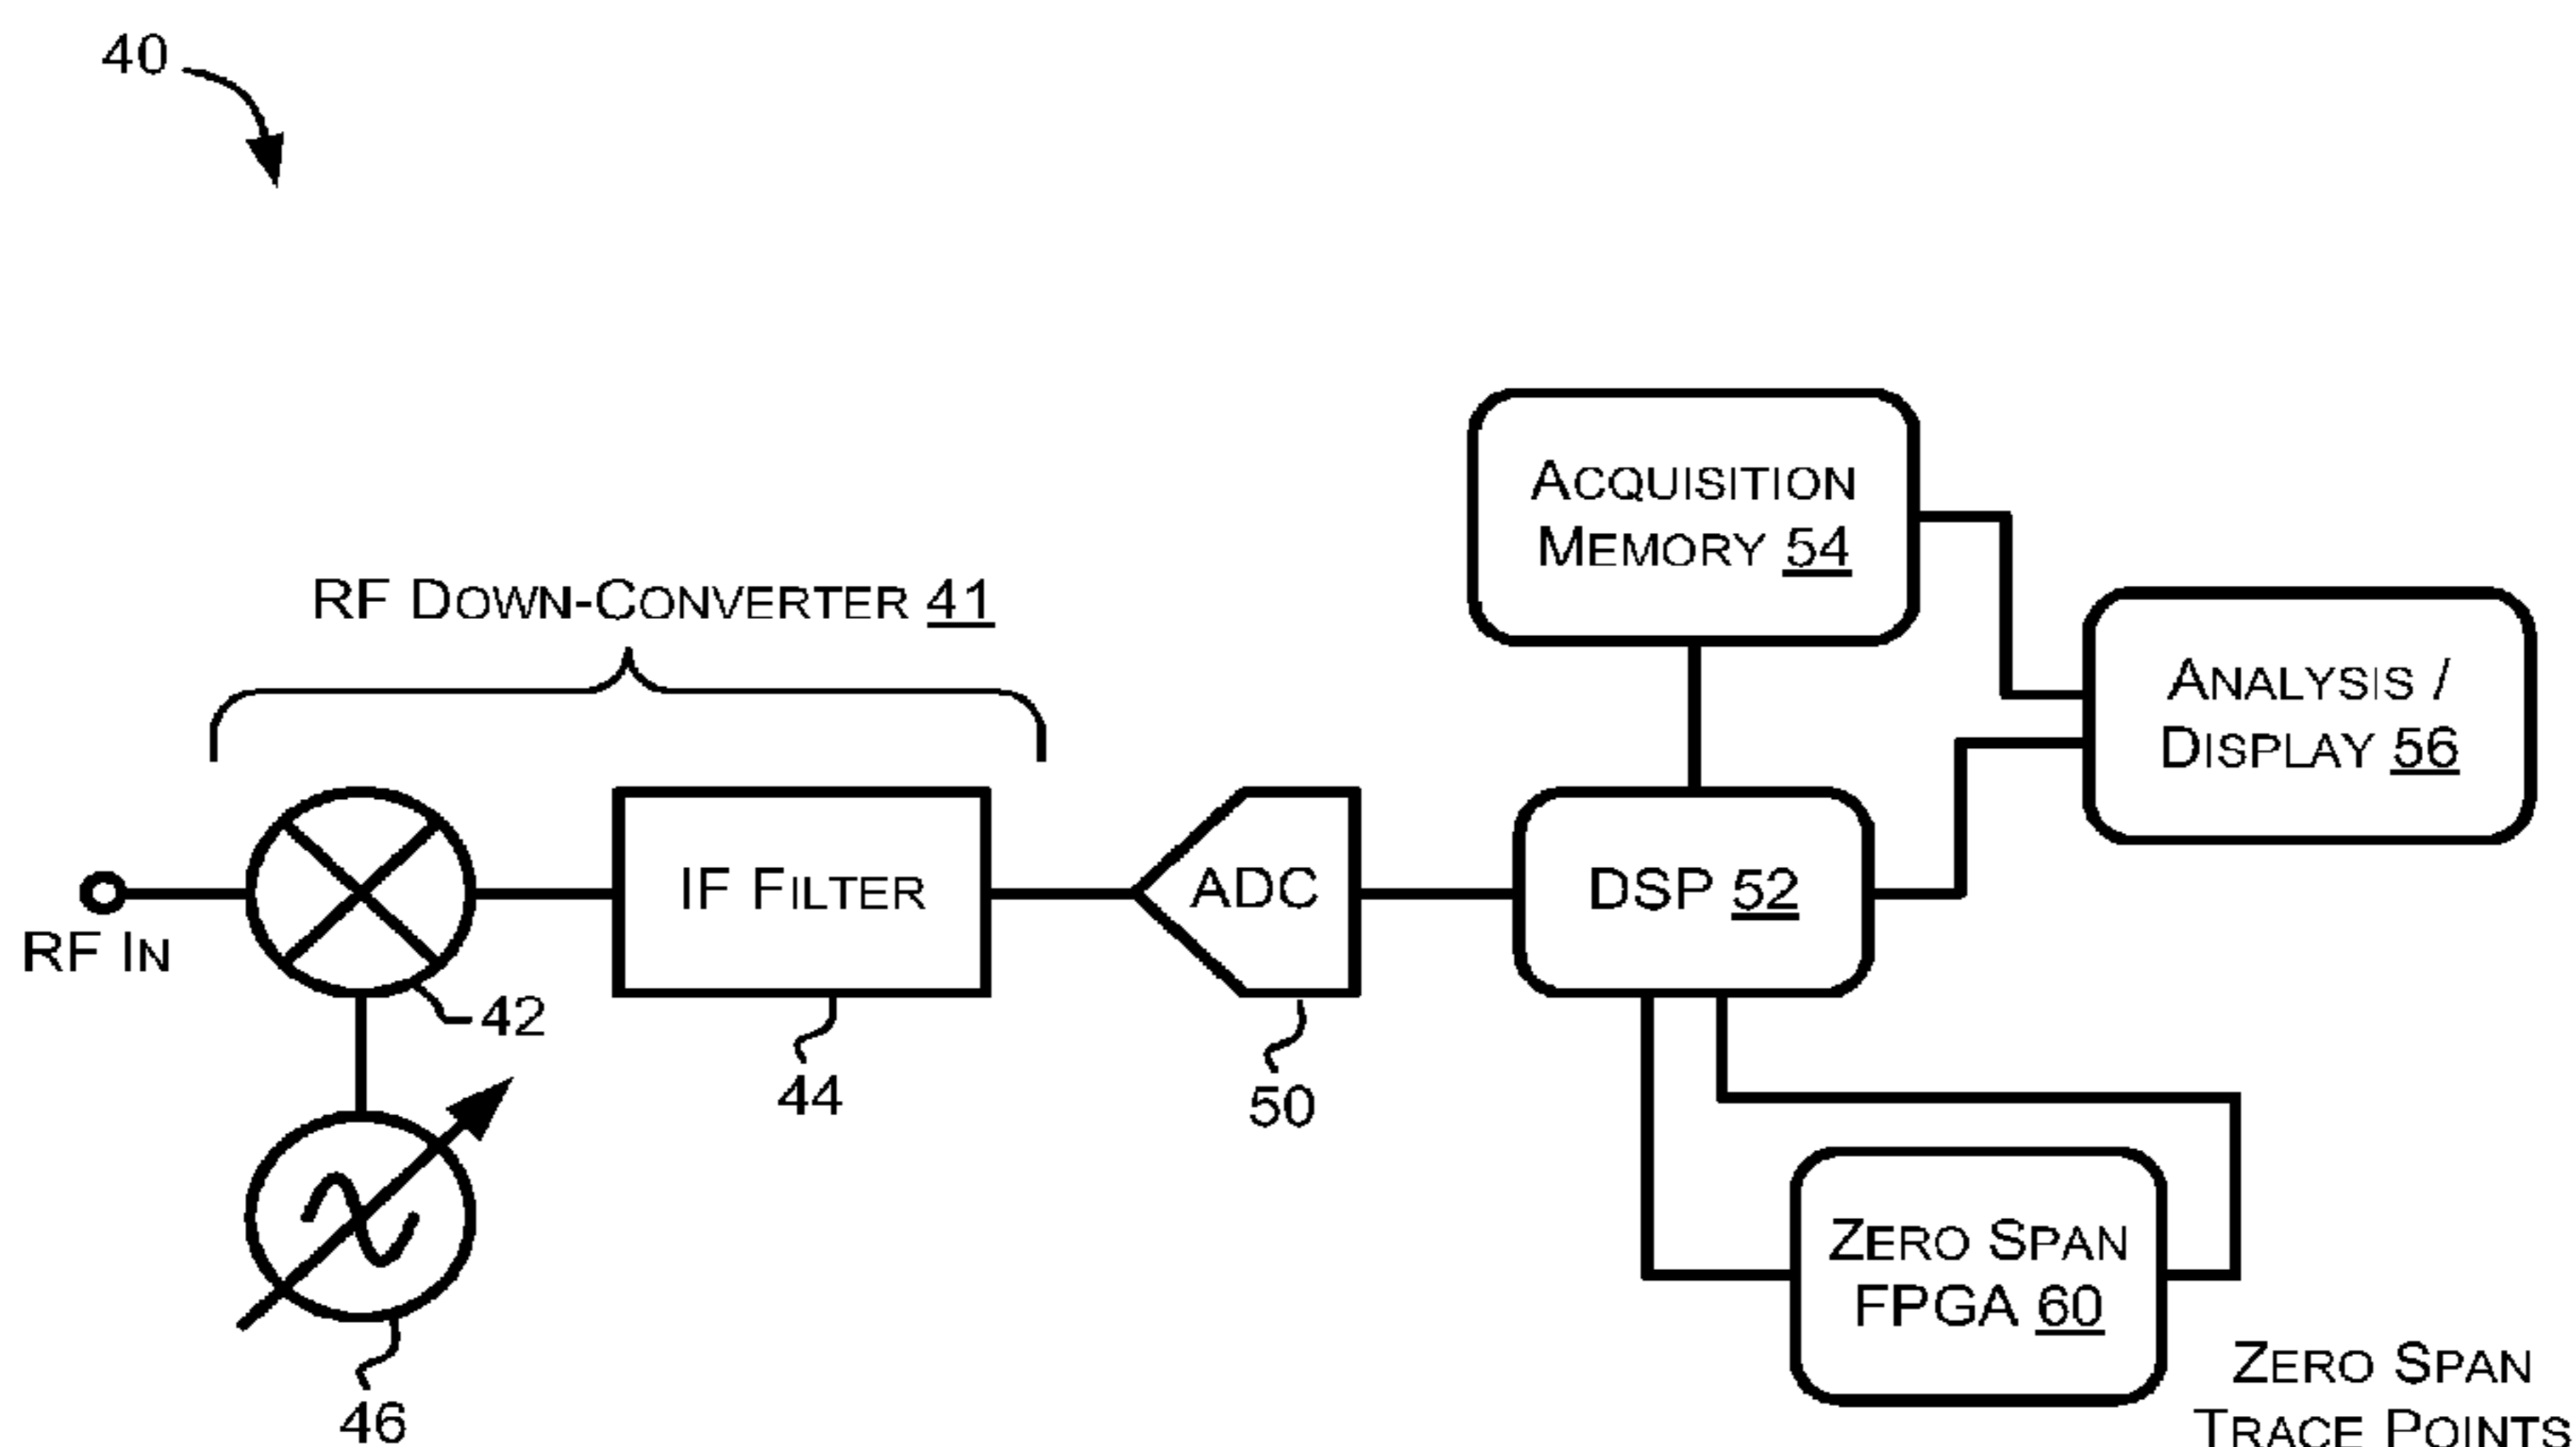 40
ACQUISITION
MEMORY 54
RF DOWN-CONVERTER 41
ANALYSIS /
DISPLAY 56
RF IN
IF FILTER
ADC
DSP 52
42
44
50
46
ZERO SPAN
FPGA 60
ZERO SPAN
TRACE POINTS